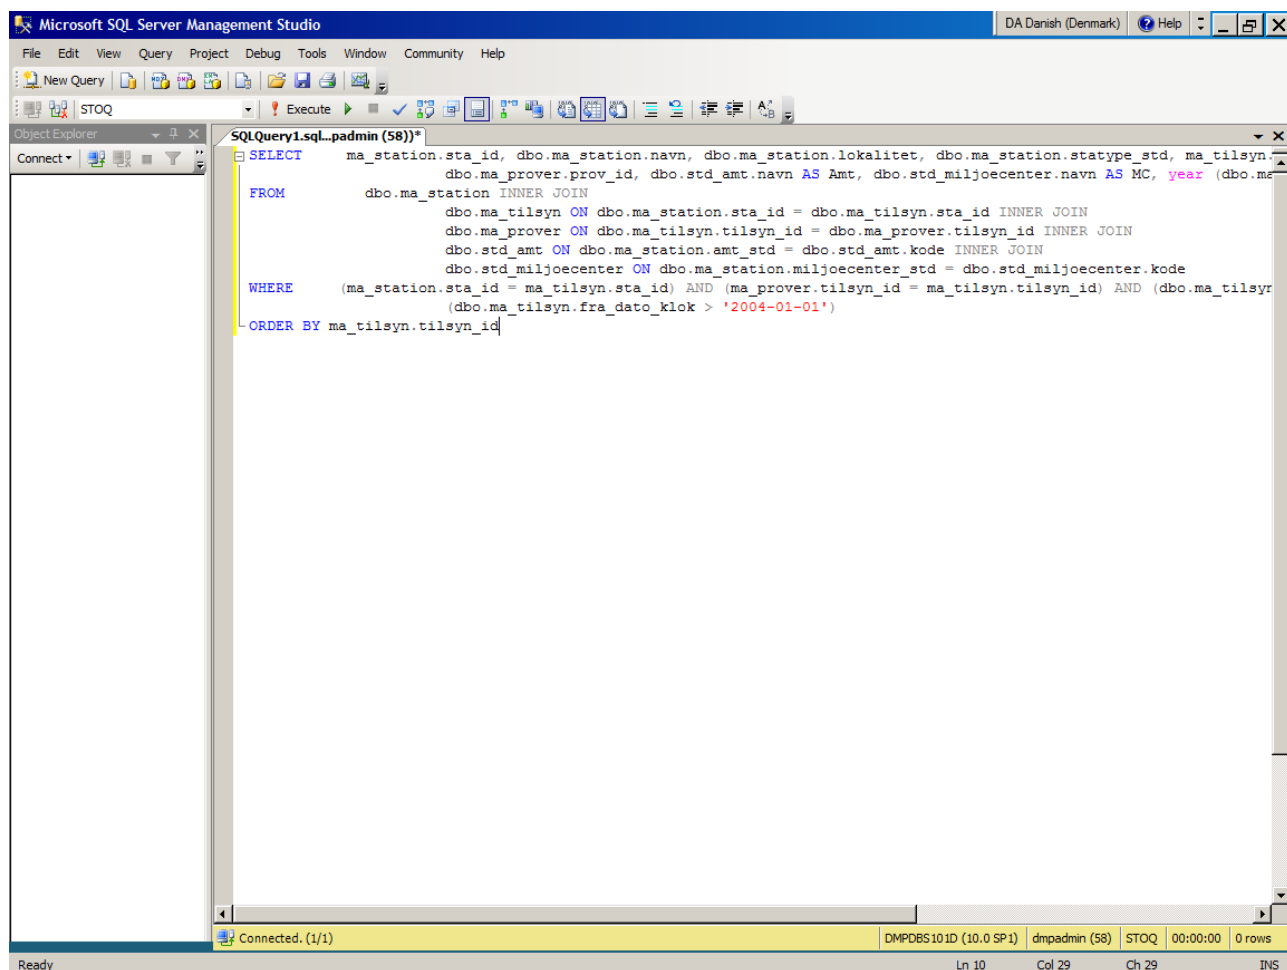 Microsoft SQL Server Management Studio
DA Danish (Denmark) Help
File Edit View Query Project Debug Tools Window Community Help
New Query
STOQ Execute
Object Explorer
SQLQuery1.sql...padmin (58))*
Connect
SELECT ma_station.sta_id, dbo.ma_station.navn, dbo.ma_station.lokalitet, dbo.ma_station.statype_std, ma_tilsyn.
dbo.ma_prover.prov_id, dbo.std_amt.navn AS Amt, dbo.std_miljoecenter.navn AS MC, year (dbo.ma
FROM dbo.ma_station INNER JOIN
dbo.ma_tilsyn ON dbo.ma_station.sta_id = dbo.ma_tilsyn.sta_id INNER JOIN
dbo.ma_prover ON dbo.ma_tilsyn.tilsyn_id = dbo.ma_prover.tilsyn_id INNER JOIN
dbo.std_amt ON dbo.ma_station.amt_std = dbo.std_amt.kode INNER JOIN
dbo.std_miljoecenter ON dbo.ma_station.miljoecenter_std = dbo.std_miljoecenter.kode
WHERE (ma_station.sta_id = ma_tilsyn.sta_id) AND (ma_prover.tilsyn_id = ma_tilsyn.tilsyn_id) AND (dbo.ma_tilsyn
(dbo.ma_tilsyn.fra_dato_klok > '2004-01-01')
ORDER BY ma_tilsyn.tilsyn_id
Connected. (1/1) DMPDBS101D (10.0 SP1) dmpadmin (58) STOQ 00:00:00 0 rows
Ready Ln 10 Col 29 Ch 29 INS